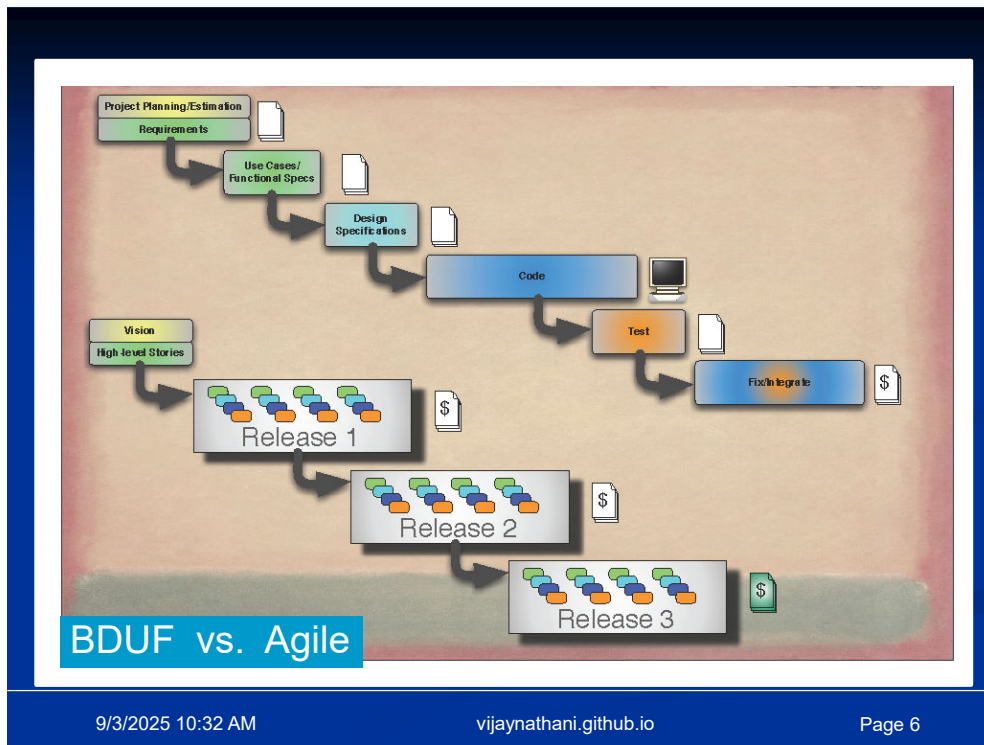 Project Planning/Estimation
Requirements
Use Cases/
Functional Specs
Design
Specifications
Code
Test
Fix/Integrate
$
Vision
High-level Stories
Release 1
$
Release 2
$
Release 3
$
BDUF vs. Agile
9/3/2025 10:32 AM
vijaynathani.github.io
Page 6